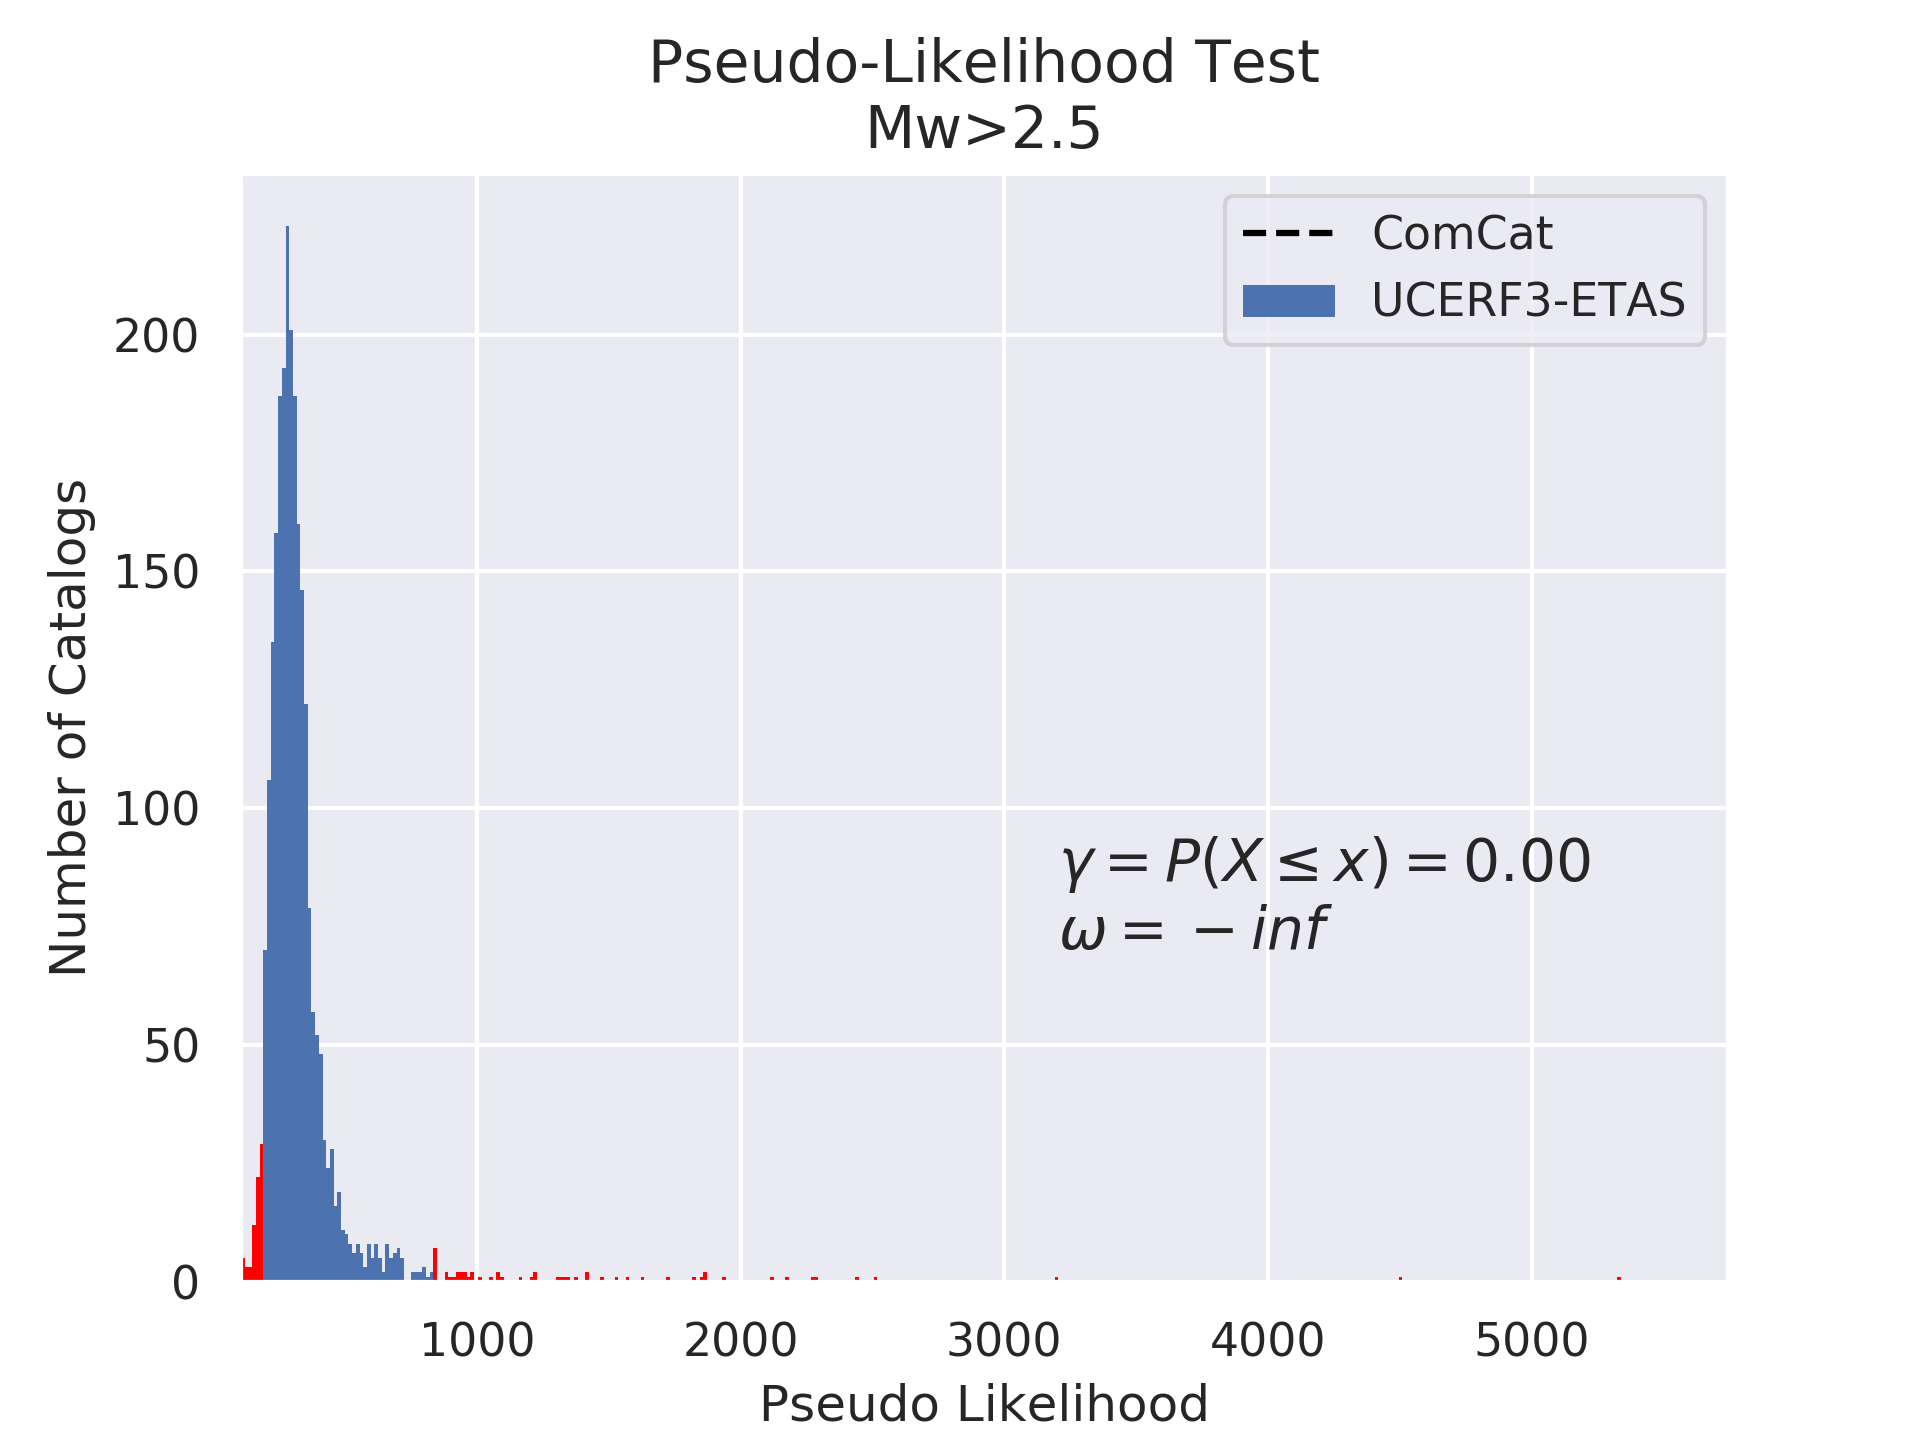 Pseudo-Likelihood Test
Mw>2.5
ComCat
UCERF3-ETAS
200
150
100
50
0
Number of Catalogs
γ = P(X ≤ x) = 0.00
ω = − inf
1000 2000 3000 4000 5000
Pseudo Likelihood